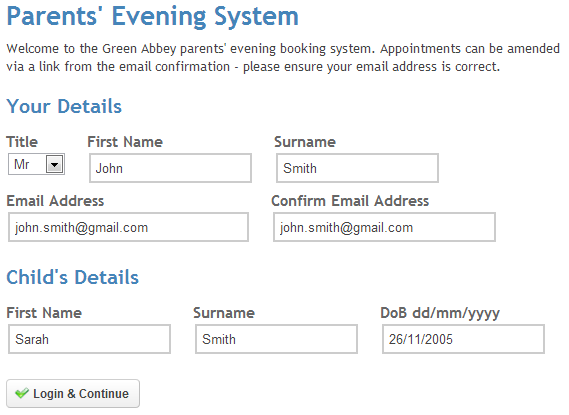 Parents' Evening System
Welcome to the Green Abbey parents' evening booking system. Appointments can be amended
via a link from the email confirmation - please ensure your email address is correct.
Your Details
Title First Name Surname
Mr John Smith
Email Address Confirm Email Address
john.smith@gmail.com john.smith@gmail.com
Child's Details
First Name Surname DoB dd/mm/yyyy
Sarah Smith 26/11/2005
Login & Continue